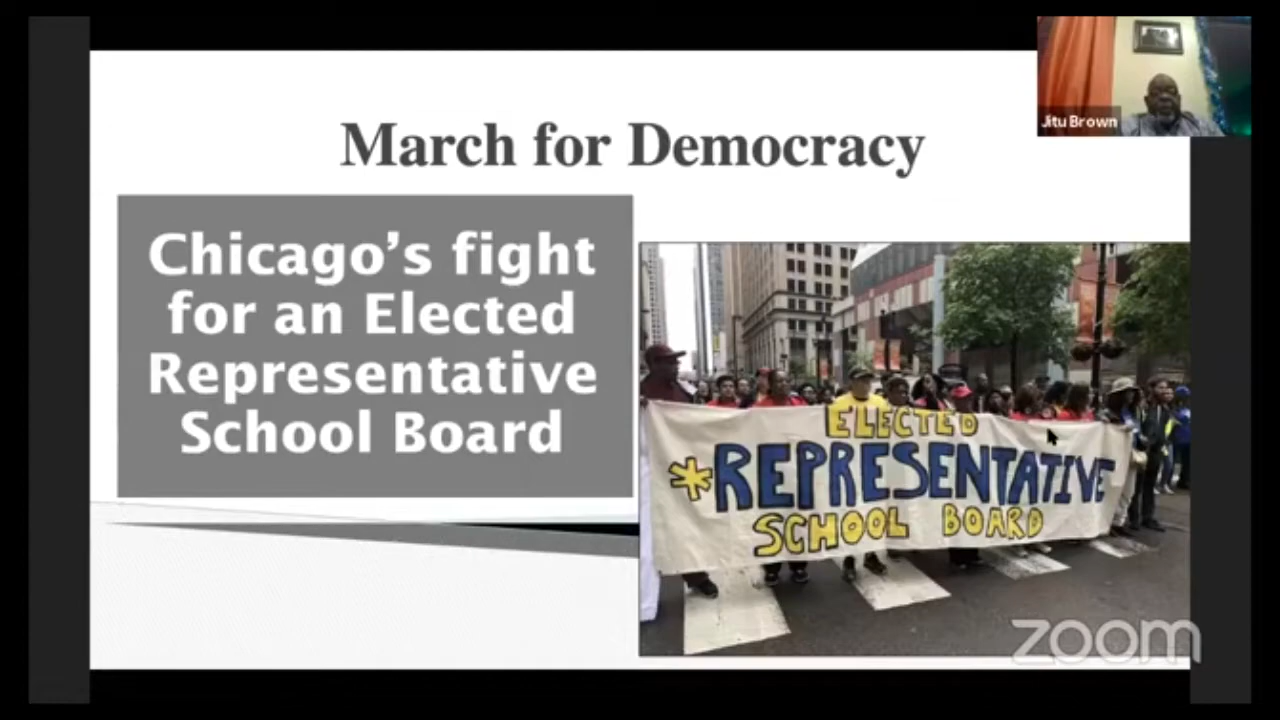 Jitu Brown
March for Democracy
Chicago's fight
for an Elected
Representative
School Board
ELECTED
*REPRESENTATIVE
SCHOOL BOARD
zoom